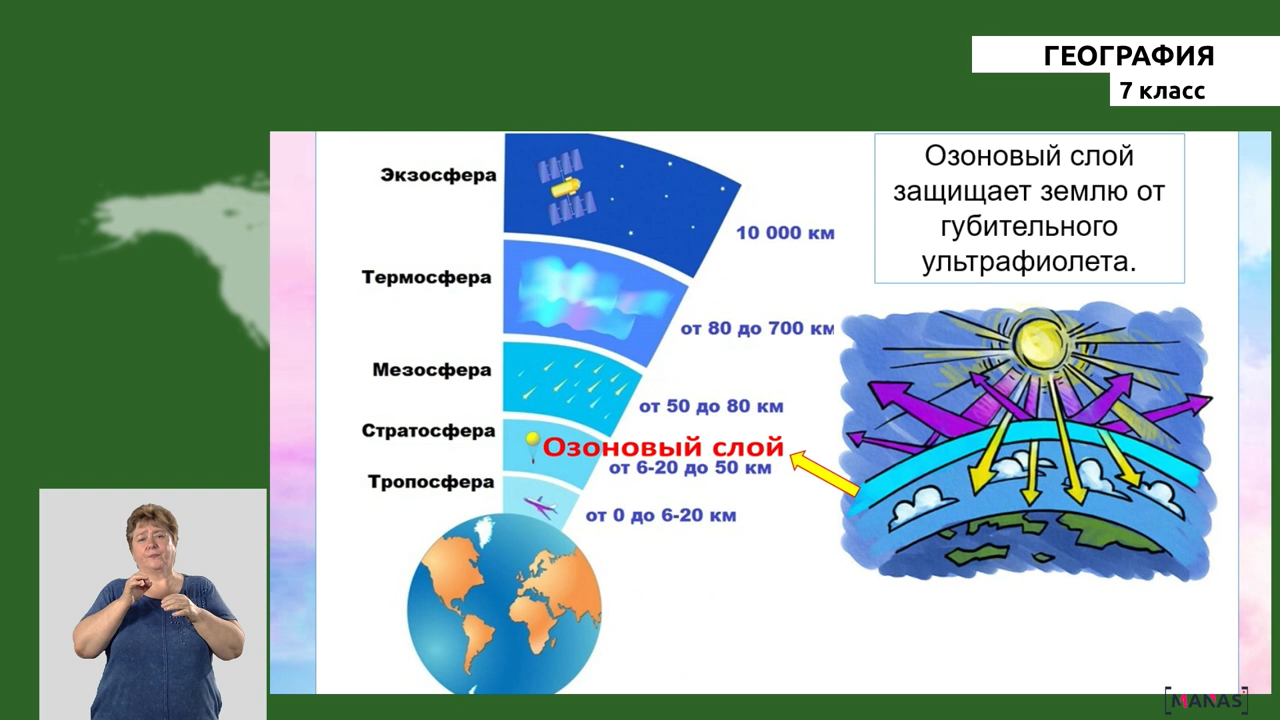 ГЕОГРАФИЯ
7 класс
Экзосфера
10 000 км
Термосфера
от 80 до 700 км
Мезосфера
от 50 до 80 км
Стратосфера
Озоновый слой
от 6-20 до 50 км
Тропосфера
от 0 до 6-20 км
Озоновый слой
защищает землю от
губительного
ультрафиолета.
[MANAS]